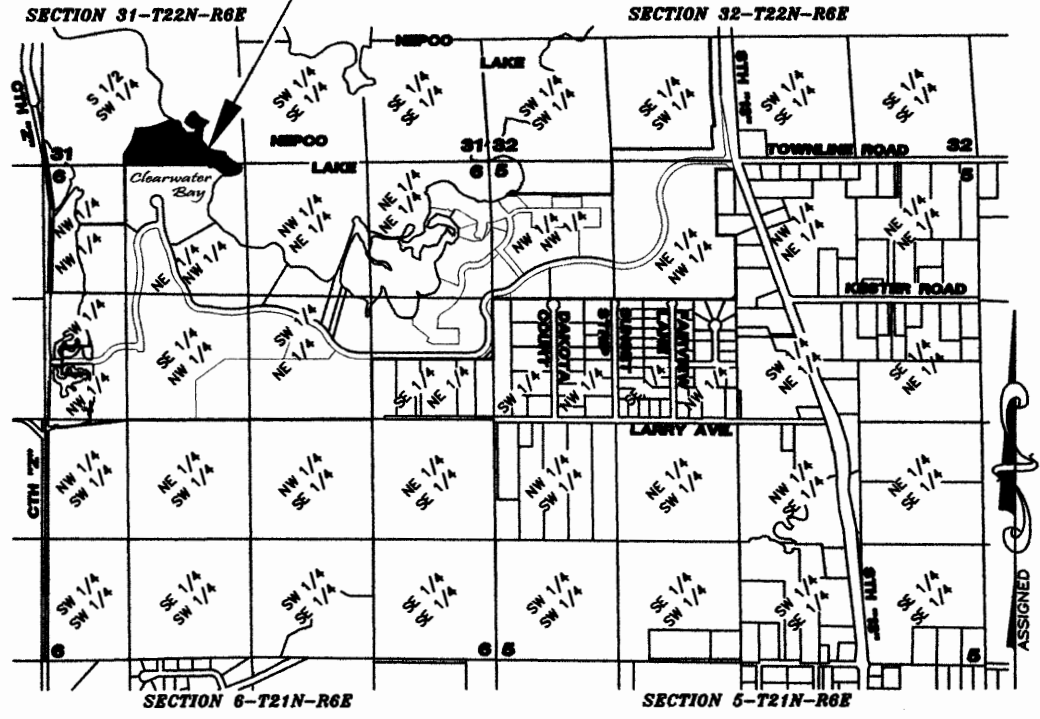 SECTION 31-T22N-R6E
SECTION 32-T22N-R6E
NEPCO
LAKE
CTH "Z"
S 1/2
SW 1/4
SW 1/4
SE 1/4
SE 1/4
SE 1/4
SW 1/4
SW 1/4
SE 1/4
SW 1/4
STH "13"
SW 1/4
SE 1/4
SE 1/4
SE 1/4
NEPCO
LAKE
31
31 32
TOWNLINE ROAD
32
6
6 5
5
Clearwater
Bay
NW 1/4
NW 1/4
NE 1/4
NW 1/4
NW 1/4
NE 1/4
NE 1/4
NE 1/4
NW 1/4
NW 1/4
NE 1/4
NW 1/4
NW 1/4
NE 1/4
NE 1/4
NE 1/4
KESTER ROAD
SW 1/4
NW 1/4
SE 1/4
NW 1/4
SW 1/4
NE 1/4
SE 1/4
NE 1/4
DAKOTA
COURT
SUNSET
STRIP
FAIRVIEW
LANE
SW 1/4
NW 1/4
SE 1/4
NW 1/4
SW 1/4
NE 1/4
SE 1/4
NE 1/4
LARRY AVE.
CTH "Z"
NW 1/4
SW 1/4
NE 1/4
SW 1/4
NW 1/4
SE 1/4
NE 1/4
SE 1/4
NW 1/4
SW 1/4
NE 1/4
SW 1/4
NW 1/4
SE 1/4
NE 1/4
SE 1/4
SW 1/4
SW 1/4
SE 1/4
SW 1/4
SW 1/4
SE 1/4
SE 1/4
SE 1/4
SW 1/4
SW 1/4
SE 1/4
SW 1/4
SW 1/4
SE 1/4
STH "13"
SE 1/4
SE 1/4
ASSIGNED
6
6 5
5
SECTION 6-T21N-R6E
SECTION 5-T21N-R6E